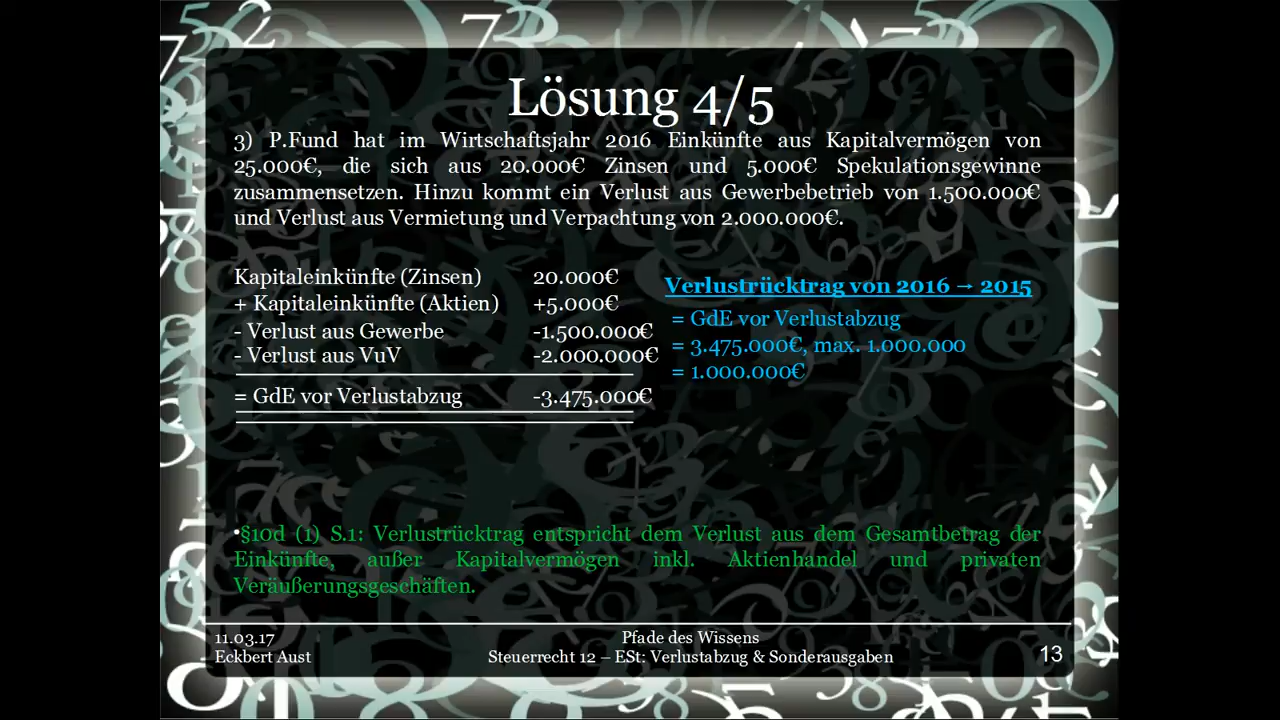 Lösung 4/5
3) P.Fund hat im Wirtschaftsjahr 2016 Einkünfte aus Kapitalvermögen von
25.000€, die sich aus 20.000€ Zinsen und 5.000€ Spekulationsgewinne
zusammensetzen. Hinzu kommt ein Verlust aus Gewerbebetrieb von 1.500.000€
und Verlust aus Vermietung und Verpachtung von 2.000.000€.
Kapitaleinkünfte (Zinsen) 20.000€
+ Kapitaleinkünfte (Aktien) +5.000€
- Verlust aus Gewerbe -1.500.000€
- Verlust aus VuV -2.000.000€
= GdE vor Verlustabzug -3.475.000€
Verlustrücktrag von 2016 → 2015
= GdE vor Verlustabzug
= 3.475.000€, max. 1.000.000
= 1.000.000€
•§10d (1) S.1: Verlustrücktrag entspricht dem Verlust aus dem Gesamtbetrag der
Einkünfte, außer Kapitalvermögen inkl. Aktienhandel und privaten
Veräußerungsgeschäften.
11.03.17
Eckbert Aust
Pfade des Wissens
Steuerrecht 12 – ESt: Verlustabzug & Sonderausgaben
13